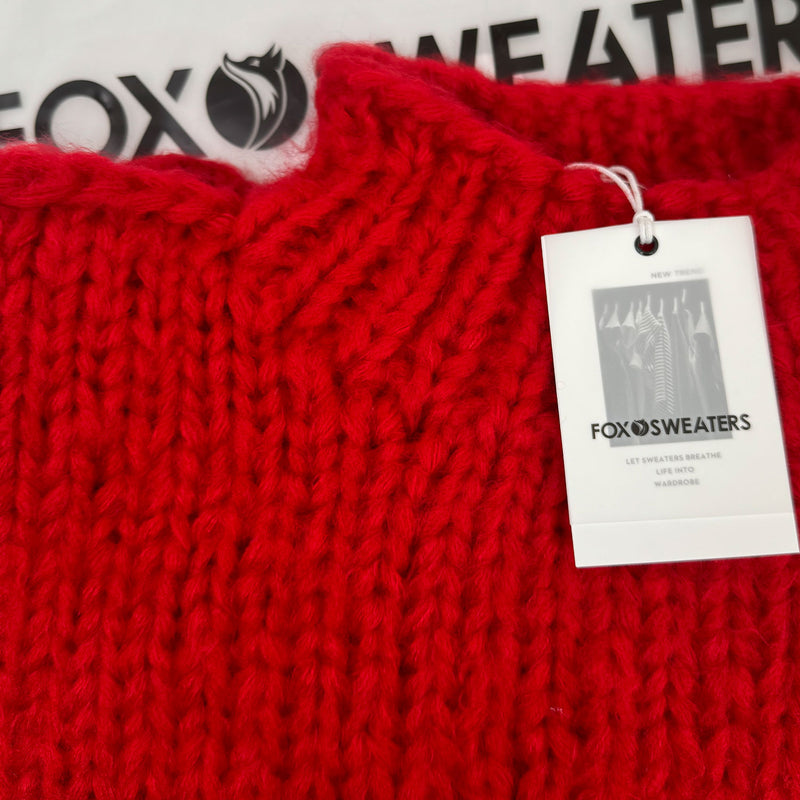 FOX SWEATERS
NEW TREND
FOX SWEATERS
LET SWEATERS BREATHE
LIFE INTO
WARDROBE